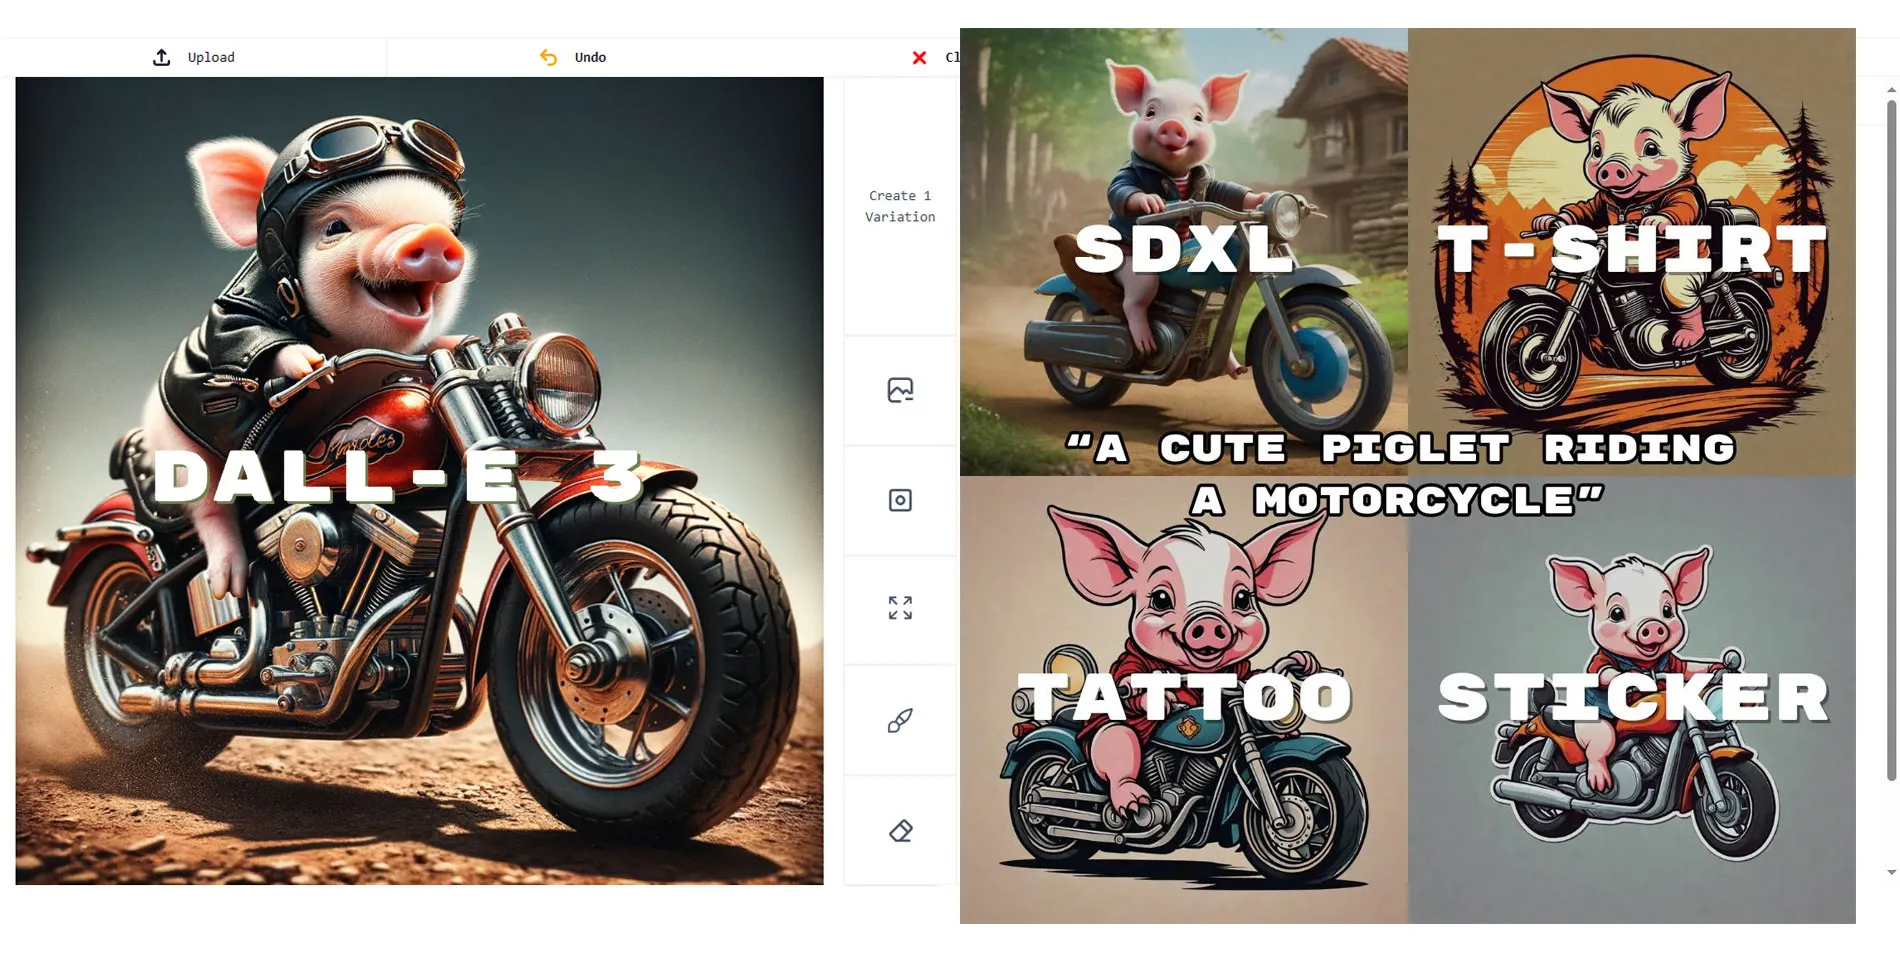 Upload
Undo
Cl
Create 1
Variation
DALL-E 3
SDXL
T-SHIRT
“A CUTE PIGLET RIDING
A MOTORCYCLE”
TATTOO
STICKER